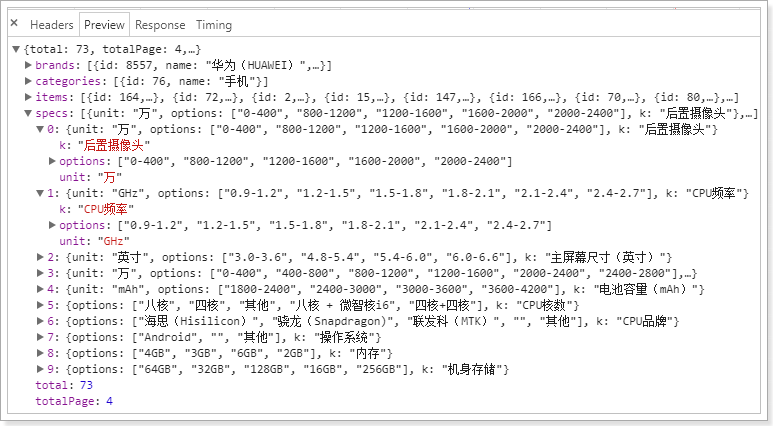 × Headers Preview Response Timing
▼{total: 73, totalPage: 4,…}
▶brands: [{id: 8557, name: "华为（HUAWEI）",…}]
▶categories: [{id: 76, name: "手机"}]
▶items: [{id: 164,…}, {id: 72,…}, {id: 2,…}, {id: 15,…}, {id: 147,…}, {id: 166,…}, {id: 70,…}, {id: 80,…},…]
▼specs: [{unit: "万", options: ["0-400", "800-1200", "1200-1600", "1600-2000", "2000-2400"], k: "后置摄像头"},…]
▼0: {unit: "万", options: ["0-400", "800-1200", "1200-1600", "1600-2000", "2000-2400"], k: "后置摄像头"}
k: "后置摄像头"
▶options: ["0-400", "800-1200", "1200-1600", "1600-2000", "2000-2400"]
unit: "万"
▼1: {unit: "GHz", options: ["0.9-1.2", "1.2-1.5", "1.5-1.8", "1.8-2.1", "2.1-2.4", "2.4-2.7"], k: "CPU频率"}
k: "CPU频率"
▶options: ["0.9-1.2", "1.2-1.5", "1.5-1.8", "1.8-2.1", "2.1-2.4", "2.4-2.7"]
unit: "GHz"
▶2: {unit: "英寸", options: ["3.0-3.6", "4.8-5.4", "5.4-6.0", "6.0-6.6"], k: "主屏幕尺寸（英寸）"}
▶3: {unit: "万", options: ["0-400", "400-800", "800-1200", "1200-1600", "2000-2400", "2400-2800"],…}
▶4: {unit: "mAh", options: ["1800-2400", "2400-3000", "3000-3600", "3600-4200"], k: "电池容量（mAh）"}
▶5: {options: ["八核", "四核", "其他", "八核 + 微智核i6", "四核+四核"], k: "CPU核数"}
▶6: {options: ["海思（Hisilicon）", "骁龙（Snapdragon)", "联发科（MTK）", "", "其他"], k: "CPU品牌"}
▶7: {options: ["Android", "", "其他"], k: "操作系统"}
▶8: {options: ["4GB", "3GB", "6GB", "2GB"], k: "内存"}
▶9: {options: ["64GB", "32GB", "128GB", "16GB", "256GB"], k: "机身存储"}
total: 73
totalPage: 4